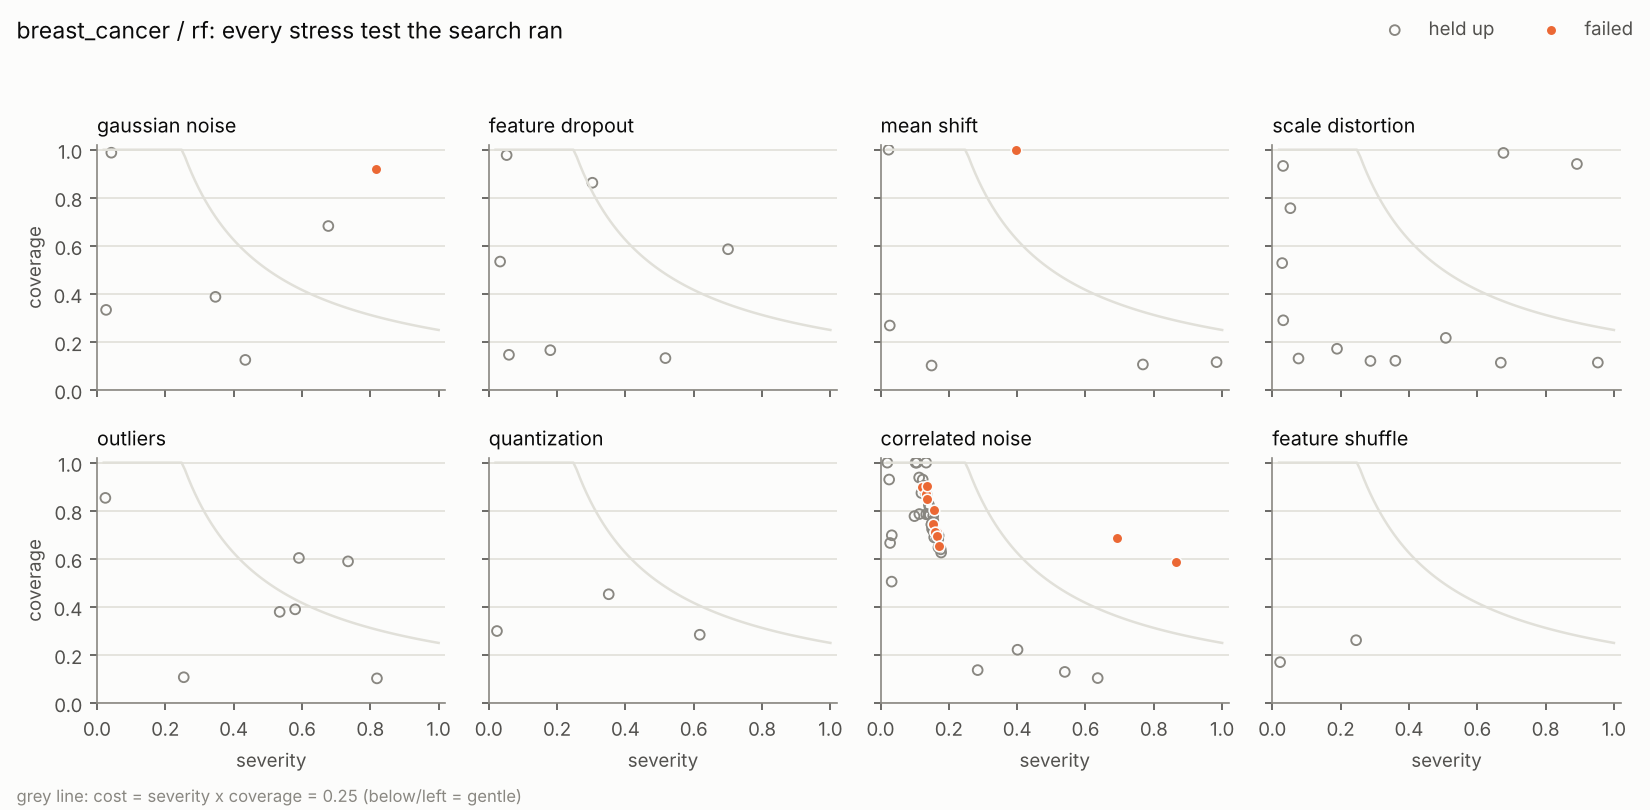 breast_cancer / rf: every stress test the search ran
held up
failed
gaussian noise
feature dropout
mean shift
scale distortion
coverage
1.0
0.8
0.6
0.4
0.2
0.0
outliers
quantization
correlated noise
feature shuffle
coverage
1.0
0.8
0.6
0.4
0.2
0.0
0.0 0.2 0.4 0.6 0.8 1.0
0.0 0.2 0.4 0.6 0.8 1.0
0.0 0.2 0.4 0.6 0.8 1.0
0.0 0.2 0.4 0.6 0.8 1.0
severity
severity
severity
severity
grey line: cost = severity x coverage = 0.25 (below/left = gentle)